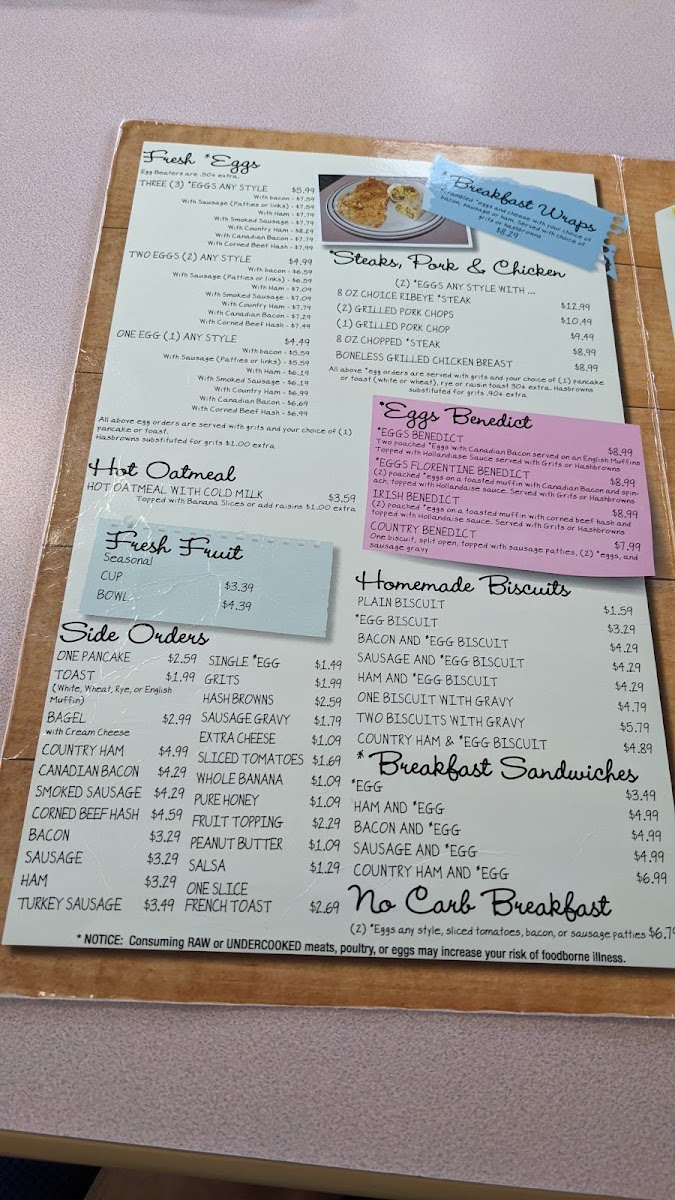 Fresh *Eggs
Egg Beaters are .50¢ extra.
THREE (3) *EGGS ANY STYLE $5.99
With bacon - $7.59
With Sausage (Patties or links) - $7.59
With Ham - $7.79
With Smoked Sausage - $7.79
With Country Ham - $8.29
With Canadian Bacon - $7.79
With Corned Beef Hash - $7.99
TWO EGGS (2) ANY STYLE $4.99
With bacon - $6.59
With Sausage (Patties or links) - $6.59
With Ham - $7.09
With Smoked Sausage - $7.09
With Country Ham - $7.79
With Canadian Bacon - $7.29
With Corned Beef Hash - $7.49
ONE EGG (1) ANY STYLE $4.49
With bacon - $5.59
With Sausage (Patties or links) - $5.59
With Ham - $6.19
With Smoked Sausage - $6.19
With Country Ham - $6.99
With Canadian Bacon - $6.69
With Corned Beef Hash - $6.99
All above egg orders are served with grits and your choice of (1)
pancake or toast.
Hasbrowns substituted for grits $1.00 extra
Hot Oatmeal
HOT OATMEAL WITH COLD MILK $3.59
Topped with Banana Slices or add raisins $1.00 extra
Fresh Fruit
Seasonal
CUP $3.39
BOWL $4.39
Side Orders
ONE PANCAKE $2.59
TOAST $1.99
(White, Wheat, Rye, or English
Muffin)
BAGEL $2.99
with Cream Cheese
COUNTRY HAM $4.99
CANADIAN BACON $4.29
SMOKED SAUSAGE $4.29
CORNED BEEF HASH $4.59
BACON $3.29
SAUSAGE $3.29
HAM $3.29
TURKEY SAUSAGE $3.49
SINGLE *EGG $1.49
GRITS $1.99
HASH BROWNS $2.59
SAUSAGE GRAVY $1.79
EXTRA CHEESE $1.09
SLICED TOMATOES $1.69
WHOLE BANANA $1.09
PURE HONEY $1.09
FRUIT TOPPING $2.29
PEANUT BUTTER $1.09
SALSA $1.29
ONE SLICE
FRENCH TOAST $2.69
*Breakfast Wraps
*Scrambled *eggs and cheese with your choice of
bacon, sausage or ham. Served with choice of
grits or hasbrowns
$8.29
*Steaks, Pork & Chicken
(2) *EGGS ANY STYLE WITH ...
8 OZ CHOICE RIBEYE *STEAK $12.99
(2) GRILLED PORK CHOPS $10.49
(1) GRILLED PORK CHOP $9.49
8 OZ CHOPPED *STEAK $8.99
BONELESS GRILLED CHICKEN BREAST $8.99
All above *egg orders are served with grits and your choice of (1) pancake
or toast (white or wheat), rye or raisin toast 30¢ extra. Hasbrowns
substituted for grits .90¢ extra
*Eggs Benedict
*EGGS BENEDICT $8.99
Two poached *Eggs with Canadian Bacon served on an English Muffins
Topped with Hollandiase Sauce served with Grits or Hashbrowns
*EGGS FLORENTINE BENEDICT $8.99
(2) poached *eggs on a toasted muffin with Canadian Bacon and spin-
ach, topped with Hollandaise sauce. Served with Grits or Hashbrowns
IRISH BENEDICT $8.99
(2) poached *eggs on a toasted muffin with corned beef hash and
topped with Hollandaise sauce. Served with Grits or Hashbrowns
COUNTRY BENEDICT $7.99
One biscuit, split open, topped with sausage patties, (2) *eggs, and
sausage gravy
Homemade Biscuits
PLAIN BISCUIT $1.59
*EGG BISCUIT $3.29
BACON AND *EGG BISCUIT $4.29
SAUSAGE AND *EGG BISCUIT $4.29
HAM AND *EGG BISCUIT $4.29
ONE BISCUIT WITH GRAVY $4.79
TWO BISCUITS WITH GRAVY $5.79
COUNTRY HAM & *EGG BISCUIT $4.89
* Breakfast Sandwiches
*EGG $3.49
HAM AND *EGG $4.99
BACON AND *EGG $4.99
SAUSAGE AND *EGG $4.99
COUNTRY HAM AND *EGG $6.99
No Carb Breakfast
(2) *Eggs any style, sliced tomatoes, bacon, or sausage patties $6.79
* NOTICE: Consuming RAW or UNDERCOOKED meats, poultry, or eggs may increase your risk of foodborne illness.